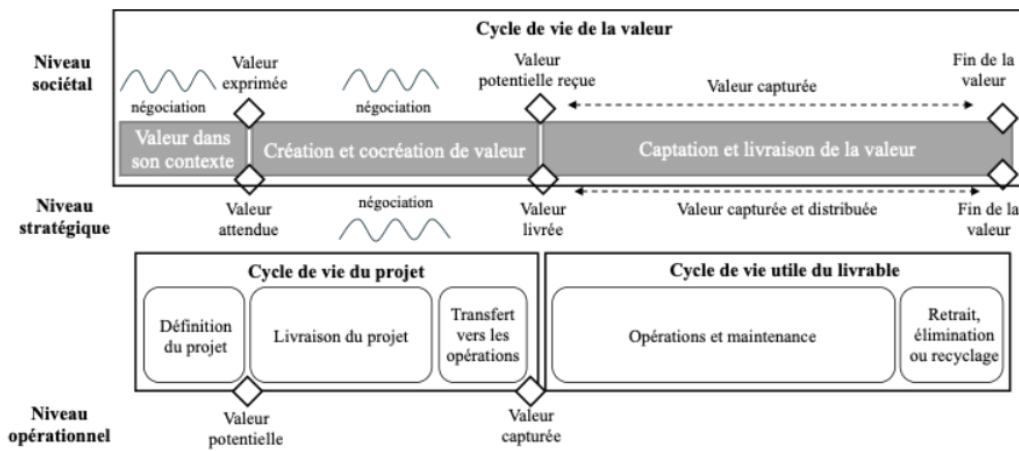 Cycle de vie de la valeur
Niveau
sociétal
négociation
Valeur
exprimée
négociation
Valeur
potentielle reçue
Valeur capturée
Fin de la
valeur
Valeur dans
son contexte
Création et cocréation de valeur
Captation et livraison de la valeur
Niveau
stratégique
Valeur
attendue
négociation
Valeur
livrée
Valeur capturée et distribuée
Fin de la
valeur
Cycle de vie du projet
Cycle de vie utile du livrable
Définition
du projet
Livraison du projet
Transfert
vers les
opérations
Opérations et maintenance
Retrait,
élimination
ou recyclage
Niveau
opérationnel
Valeur
potentielle
Valeur
capturée